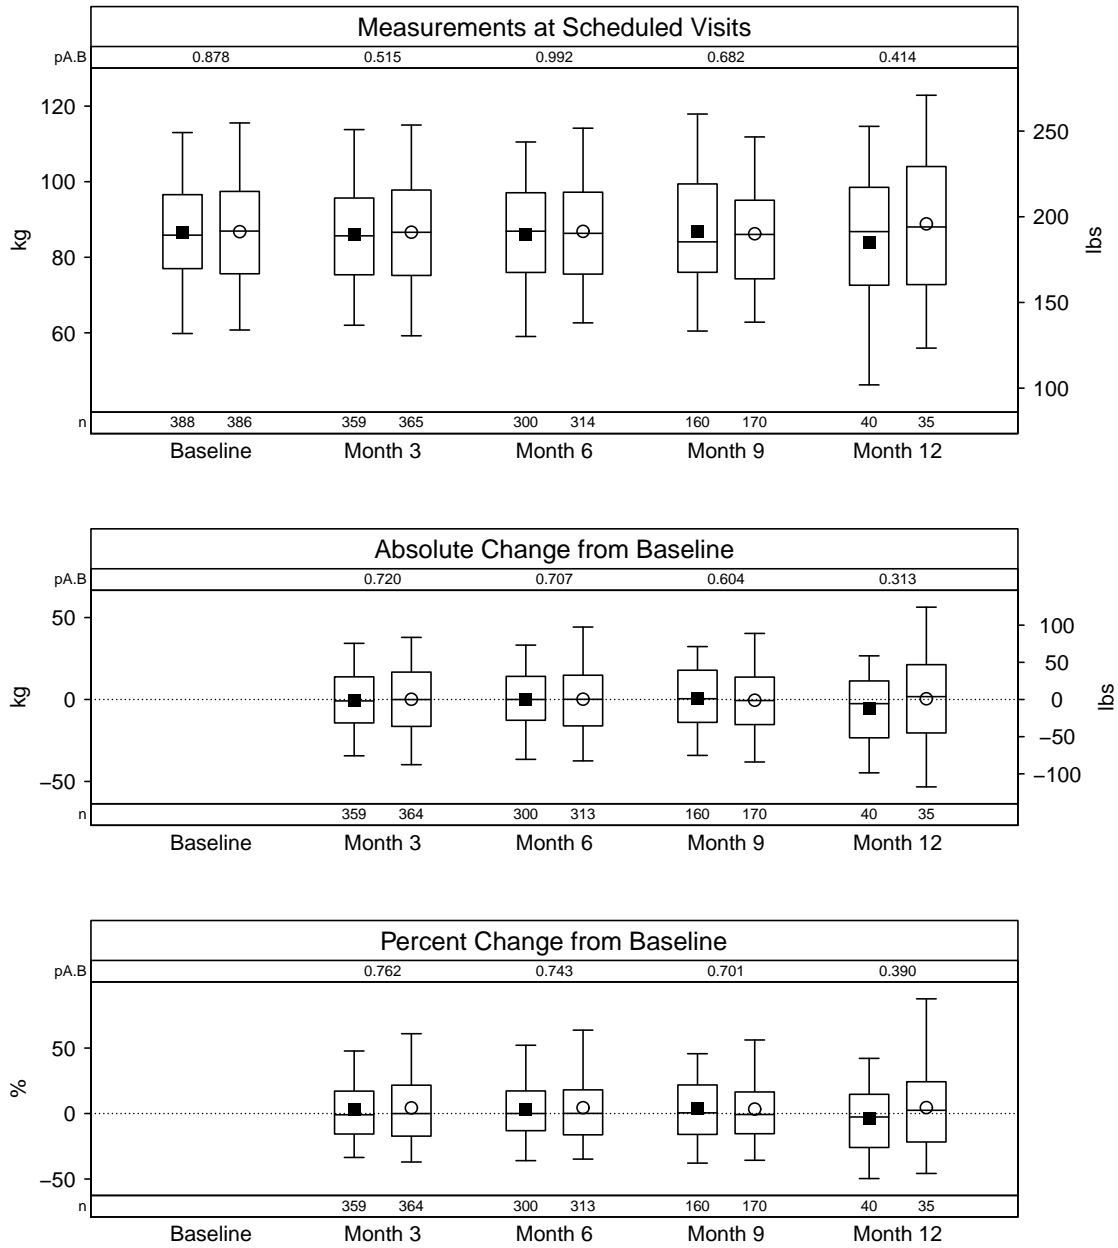 Measurements at Scheduled Visits
pA.B 0.878 0.515 0.992 0.682 0.414
120
100
80
60
kg
250
200
150
100
lbs
n 388 386 359 365 300 314 160 170 40 35
Baseline Month 3 Month 6 Month 9 Month 12
Absolute Change from Baseline
pA.B 0.720 0.707 0.604 0.313
50
0
−50
kg
100
50
0
−50
−100
lbs
n 359 364 300 313 160 170 40 35
Baseline Month 3 Month 6 Month 9 Month 12
Percent Change from Baseline
pA.B 0.762 0.743 0.701 0.390
50
0
−50
%
n 359 364 300 313 160 170 40 35
Baseline Month 3 Month 6 Month 9 Month 12